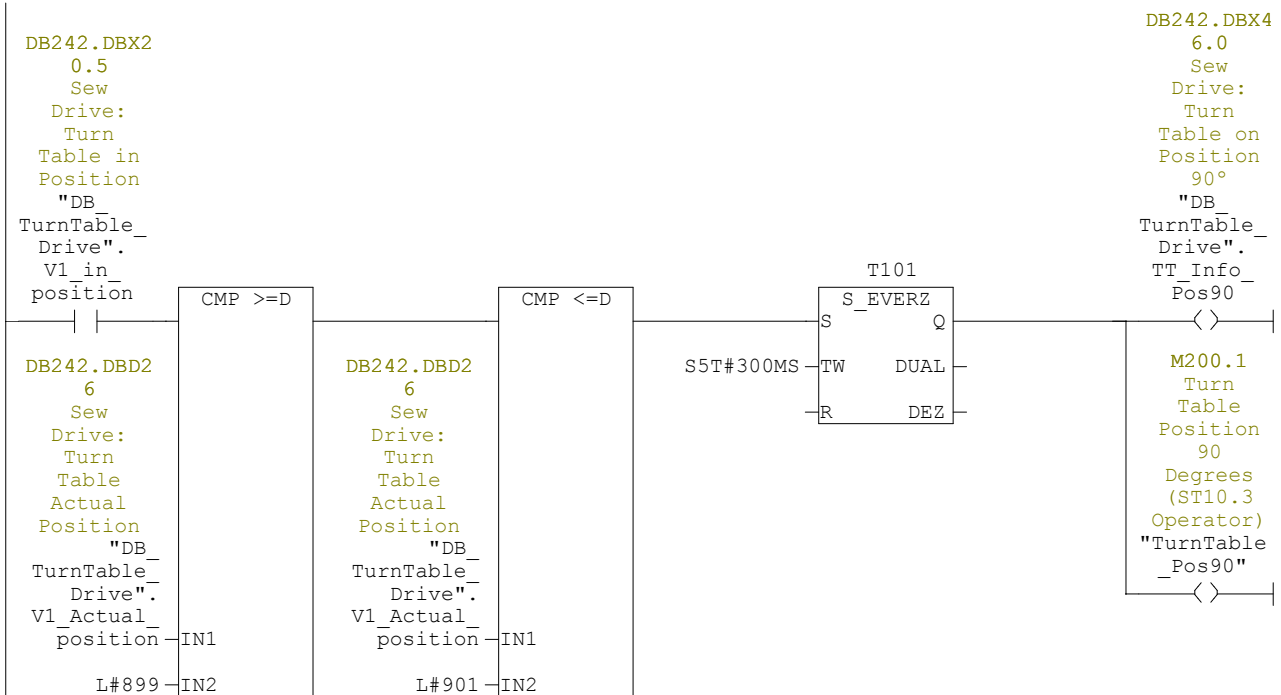 DB242.DBX2
0.5
Sew
Drive:
Turn
Table in
Position
"DB_
TurnTable_
Drive".
V1_in_
position
DB242.DBX4
6.0
Sew
Drive:
Turn
Table on
Position
90°
"DB_
TurnTable_
Drive".
TT_Info_
Pos90
CMP >=D
CMP <=D
T101
S_EVERZ
S Q
S5T#300MS TW DUAL
R DEZ
DB242.DBD2
6
Sew
Drive:
Turn
Table
Actual
Position
"DB_
TurnTable_
Drive".
V1_Actual_
position IN1
L#899 IN2
DB242.DBD2
6
Sew
Drive:
Turn
Table
Actual
Position
"DB_
TurnTable_
Drive".
V1_Actual_
position IN1
L#901 IN2
M200.1
Turn
Table
Position
90
Degrees
(ST10.3
Operator)
"TurnTable
_Pos90"